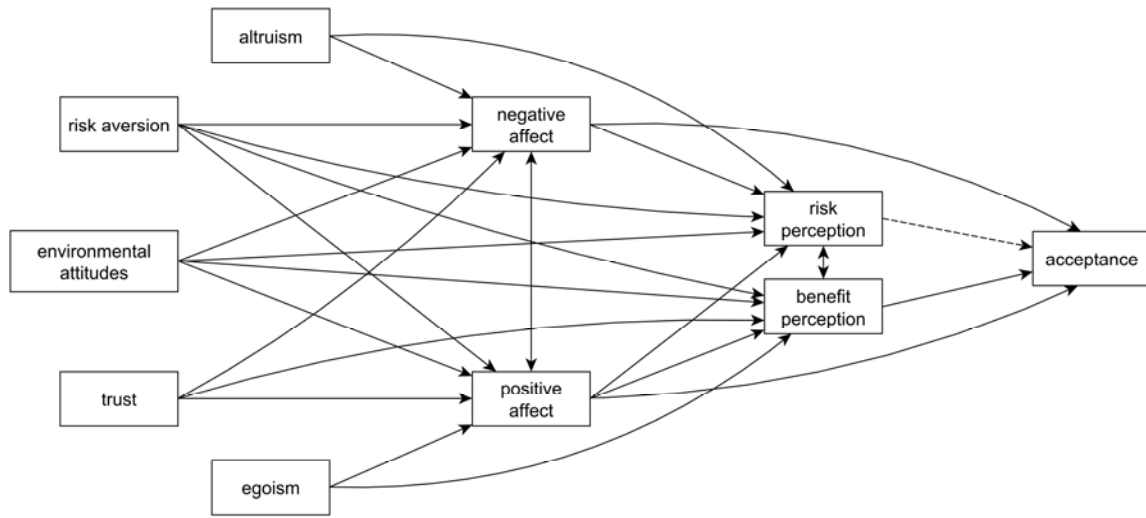 altruism
risk aversion
negative
affect
risk
perception
environmental
attitudes
acceptance
benefit
perception
trust
positive
affect
egoism